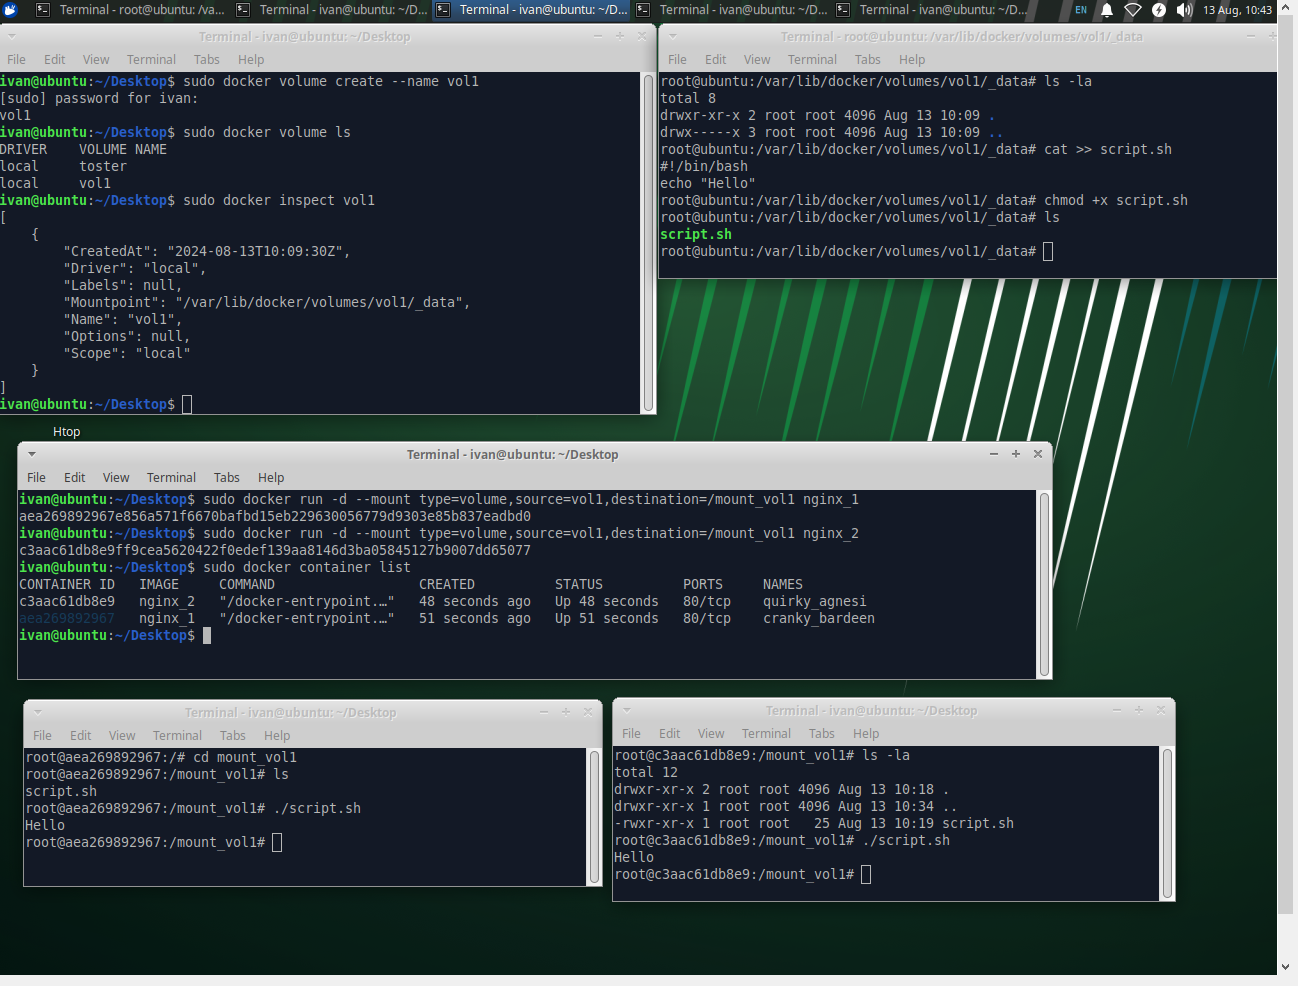 Terminal - root@ubuntu: /va...
Terminal - ivan@ubuntu: ~/D...
Terminal - ivan@ubuntu: ~/D...
Terminal - ivan@ubuntu: ~/D...
Terminal - ivan@ubuntu: ~/D...
EN
13 Aug, 10:43
Terminal - ivan@ubuntu: ~/Desktop
File Edit View Terminal Tabs Help
ivan@ubuntu:~/Desktop$ sudo docker volume create --name vol1
[sudo] password for ivan:
vol1
ivan@ubuntu:~/Desktop$ sudo docker volume ls
DRIVER    VOLUME NAME
local     toster
local     vol1
ivan@ubuntu:~/Desktop$ sudo docker inspect vol1
[
    {
        "CreatedAt": "2024-08-13T10:09:30Z",
        "Driver": "local",
        "Labels": null,
        "Mountpoint": "/var/lib/docker/volumes/vol1/_data",
        "Name": "vol1",
        "Options": null,
        "Scope": "local"
    }
]
ivan@ubuntu:~/Desktop$
Terminal - root@ubuntu: /var/lib/docker/volumes/vol1/_data
File Edit View Terminal Tabs Help
root@ubuntu:/var/lib/docker/volumes/vol1/_data# ls -la
total 8
drwxr-xr-x 2 root root 4096 Aug 13 10:09 .
drwx-----x 3 root root 4096 Aug 13 10:09 ..
root@ubuntu:/var/lib/docker/volumes/vol1/_data# cat >> script.sh
#!/bin/bash
echo "Hello"
root@ubuntu:/var/lib/docker/volumes/vol1/_data# chmod +x script.sh
root@ubuntu:/var/lib/docker/volumes/vol1/_data# ls
script.sh
root@ubuntu:/var/lib/docker/volumes/vol1/_data#
Htop
Terminal - ivan@ubuntu: ~/Desktop
File Edit View Terminal Tabs Help
ivan@ubuntu:~/Desktop$ sudo docker run -d --mount type=volume,source=vol1,destination=/mount_vol1 nginx_1
aea269892967e856a571f6670bafbd15eb229630056779d9303e85b837eadbd0
ivan@ubuntu:~/Desktop$ sudo docker run -d --mount type=volume,source=vol1,destination=/mount_vol1 nginx_2
c3aac61db8e9ff9cea5620422f0edef139aa8146d3ba05845127b9007dd65077
ivan@ubuntu:~/Desktop$ sudo docker container list
CONTAINER ID   IMAGE     COMMAND                  CREATED          STATUS          PORTS     NAMES
c3aac61db8e9   nginx_2   "/docker-entrypoint.…"   48 seconds ago   Up 48 seconds   80/tcp    quirky_agnesi
aea269892967   nginx_1   "/docker-entrypoint.…"   51 seconds ago   Up 51 seconds   80/tcp    cranky_bardeen
ivan@ubuntu:~/Desktop$
Terminal - ivan@ubuntu: ~/Desktop
File Edit View Terminal Tabs Help
root@aea269892967:/# cd mount_vol1
root@aea269892967:/mount_vol1# ls
script.sh
root@aea269892967:/mount_vol1# ./script.sh
Hello
root@aea269892967:/mount_vol1#
Terminal - ivan@ubuntu: ~/Desktop
File Edit View Terminal Tabs Help
root@c3aac61db8e9:/mount_vol1# ls -la
total 12
drwxr-xr-x 2 root root 4096 Aug 13 10:18 .
drwxr-xr-x 1 root root 4096 Aug 13 10:34 ..
-rwxr-xr-x 1 root root   25 Aug 13 10:19 script.sh
root@c3aac61db8e9:/mount_vol1# ./script.sh
Hello
root@c3aac61db8e9:/mount_vol1#